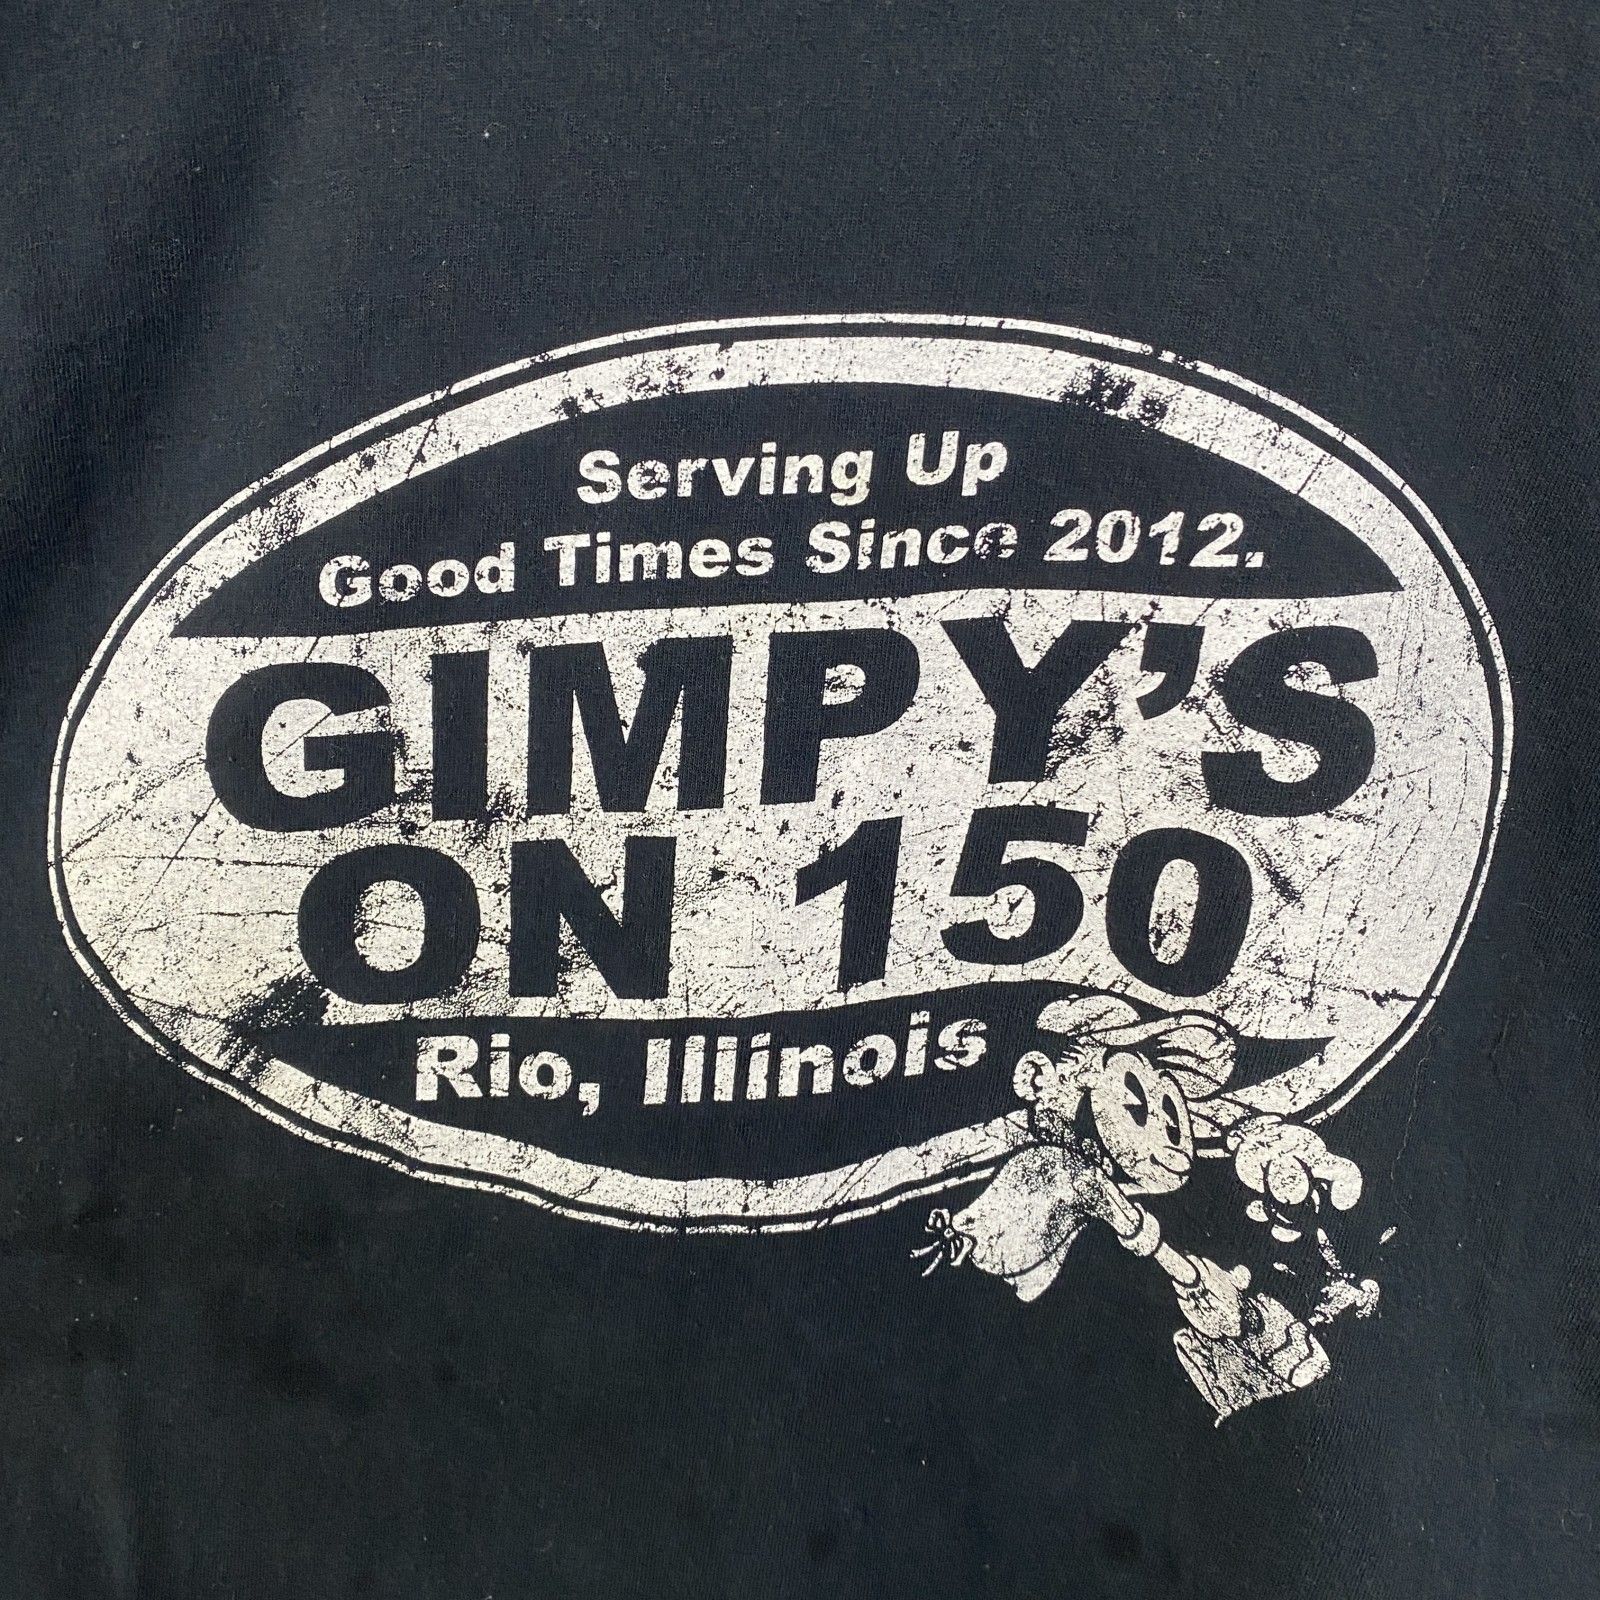 Serving Up
Good Times Since 2012.
GIMPY'S
ON 150
Rio, Illinois